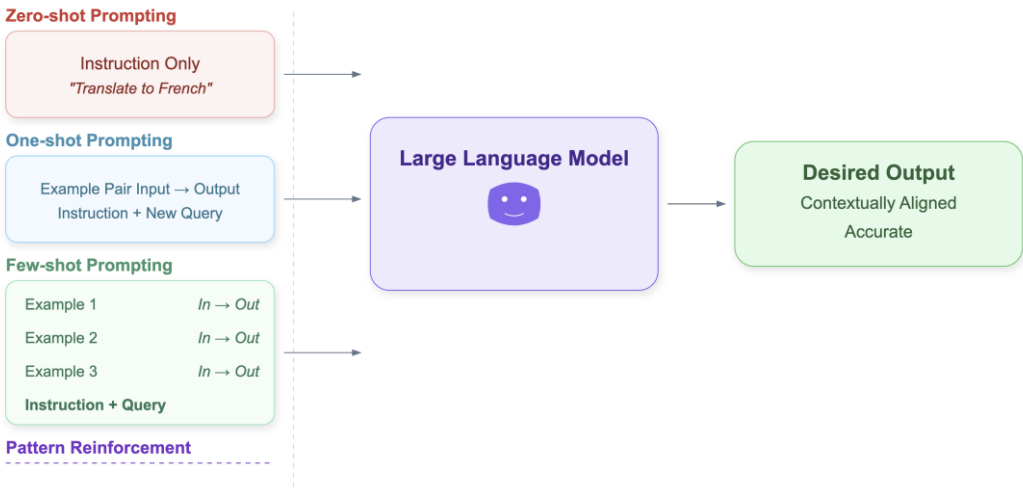 Zero-shot Prompting
Instruction Only
"Translate to French"
One-shot Prompting
Example Pair Input → Output
Instruction + New Query
Few-shot Prompting
Example 1 In → Out
Example 2 In → Out
Example 3 In → Out
Instruction + Query
Pattern Reinforcement
Large Language Model
Desired Output
Contextually Aligned
Accurate